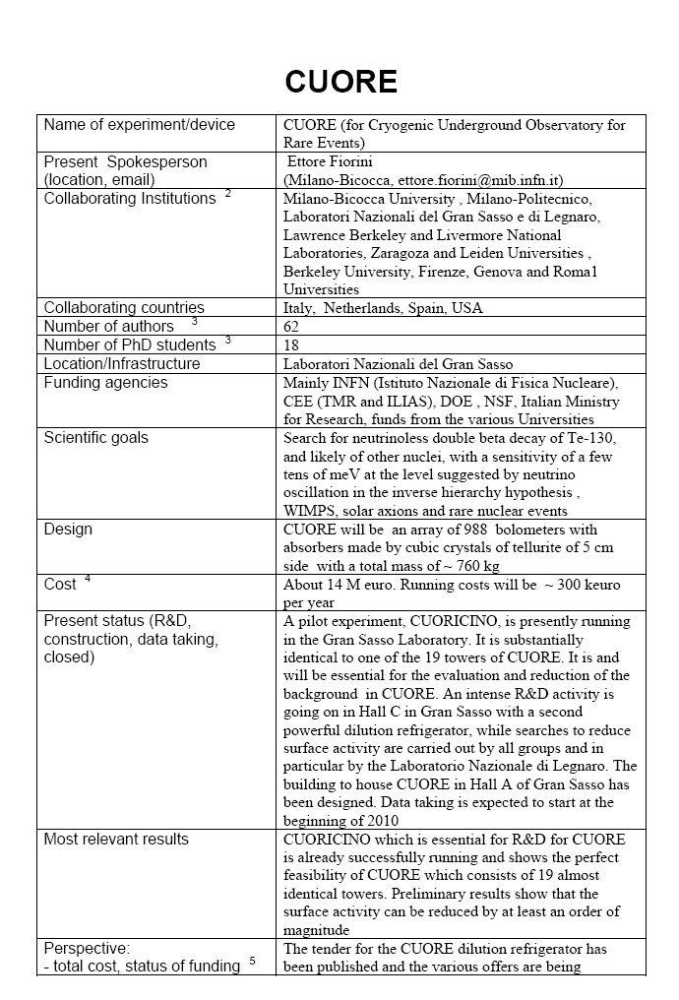 CUORE
Name of experiment/device
CUORE (for Cryogenic Underground Observatory for
Rare Events)
Present  Spokesperson
(location, email)
Ettore Fiorini
(Milano-Bicocca, ettore.fiorini@mib.infn.it)
Collaborating Institutions  2
Milano-Bicocca University , Milano-Politecnico,
Laboratori Nazionali del Gran Sasso e di Legnaro,
Lawrence Berkeley and Livermore National
Laboratories, Zaragoza and Leiden Universities ,
Berkeley University, Firenze, Genova and Roma1
Universities
Collaborating countries
Italy,  Netherlands, Spain, USA
Number of authors  3
62
Number of PhD students  3
18
Location/Infrastructure
Laboratori Nazionali del Gran Sasso
Funding agencies
Mainly INFN (Istituto Nazionale di Fisica Nucleare),
CEE (TMR and ILIAS), DOE , NSF, Italian Ministry
for Research, funds from the various Universities
Scientific goals
Search for neutrinoless double beta decay of Te-130,
and likely of other nuclei, with a sensitivity of a few
tens of meV at the level suggested by neutrino
oscillation in the inverse hierarchy hypothesis ,
WIMPS, solar axions and rare nuclear events
Design
CUORE will be  an array of 988  bolometers with
absorbers made by cubic crystals of tellurite of 5 cm
side  with a total mass of ~ 760 kg
Cost  4
About 14 M euro. Running costs will be  ~ 300 keuro
per year
Present status (R&D,
construction, data taking,
closed)
A pilot experiment, CUORICINO, is presently running
in the Gran Sasso Laboratory. It is substantially
identical to one of the 19 towers of CUORE. It is and
will be essential for the evaluation and reduction of the
background  in CUORE. An intense R&D activity is
going on in Hall C in Gran Sasso with a second
powerful dilution refrigerator, while searches to reduce
surface activity are carried out by all groups and in
particular by the Laboratorio Nazionale di Legnaro. The
building to house CUORE in Hall A of Gran Sasso has
been designed. Data taking is expected to start at the
beginning of 2010
Most relevant results
CUORICINO which is essential for R&D for CUORE
is already successfully running and shows the perfect
feasibility of CUORE which consists of 19 almost
identical towers. Preliminary results show that the
surface activity can be reduced by at least an order of
magnitude
Perspective:
- total cost, status of funding  5
The tender for the CUORE dilution refrigerator has
been published and the various offers are being